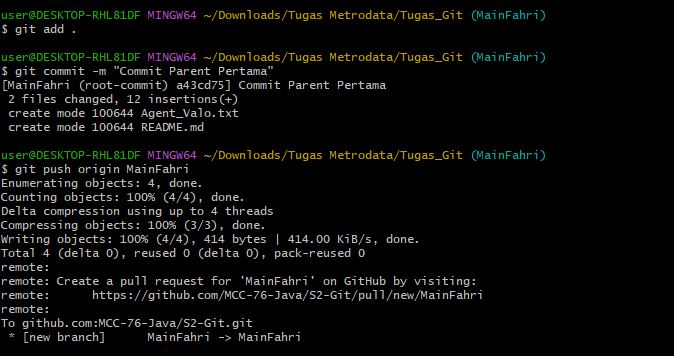 user@DESKTOP-RHL81DF MINGW64 ~/Downloads/Tugas Metrodata/Tugas_Git (MainFahri)
$ git add .
user@DESKTOP-RHL81DF MINGW64 ~/Downloads/Tugas Metrodata/Tugas_Git (MainFahri)
$ git commit -m "Commit Parent Pertama"
[MainFahri (root-commit) a43cd75] Commit Parent Pertama
 2 files changed, 12 insertions(+)
 create mode 100644 Agent_Valo.txt
 create mode 100644 README.md
user@DESKTOP-RHL81DF MINGW64 ~/Downloads/Tugas Metrodata/Tugas_Git (MainFahri)
$ git push origin MainFahri
Enumerating objects: 4, done.
Counting objects: 100% (4/4), done.
Delta compression using up to 4 threads
Compressing objects: 100% (3/3), done.
Writing objects: 100% (4/4), 414 bytes | 414.00 KiB/s, done.
Total 4 (delta 0), reused 0 (delta 0), pack-reused 0
remote:
remote: Create a pull request for 'MainFahri' on GitHub by visiting:
remote:      https://github.com/MCC-76-Java/S2-Git/pull/new/MainFahri
remote:
To github.com:MCC-76-Java/S2-Git.git
 * [new branch]      MainFahri -> MainFahri